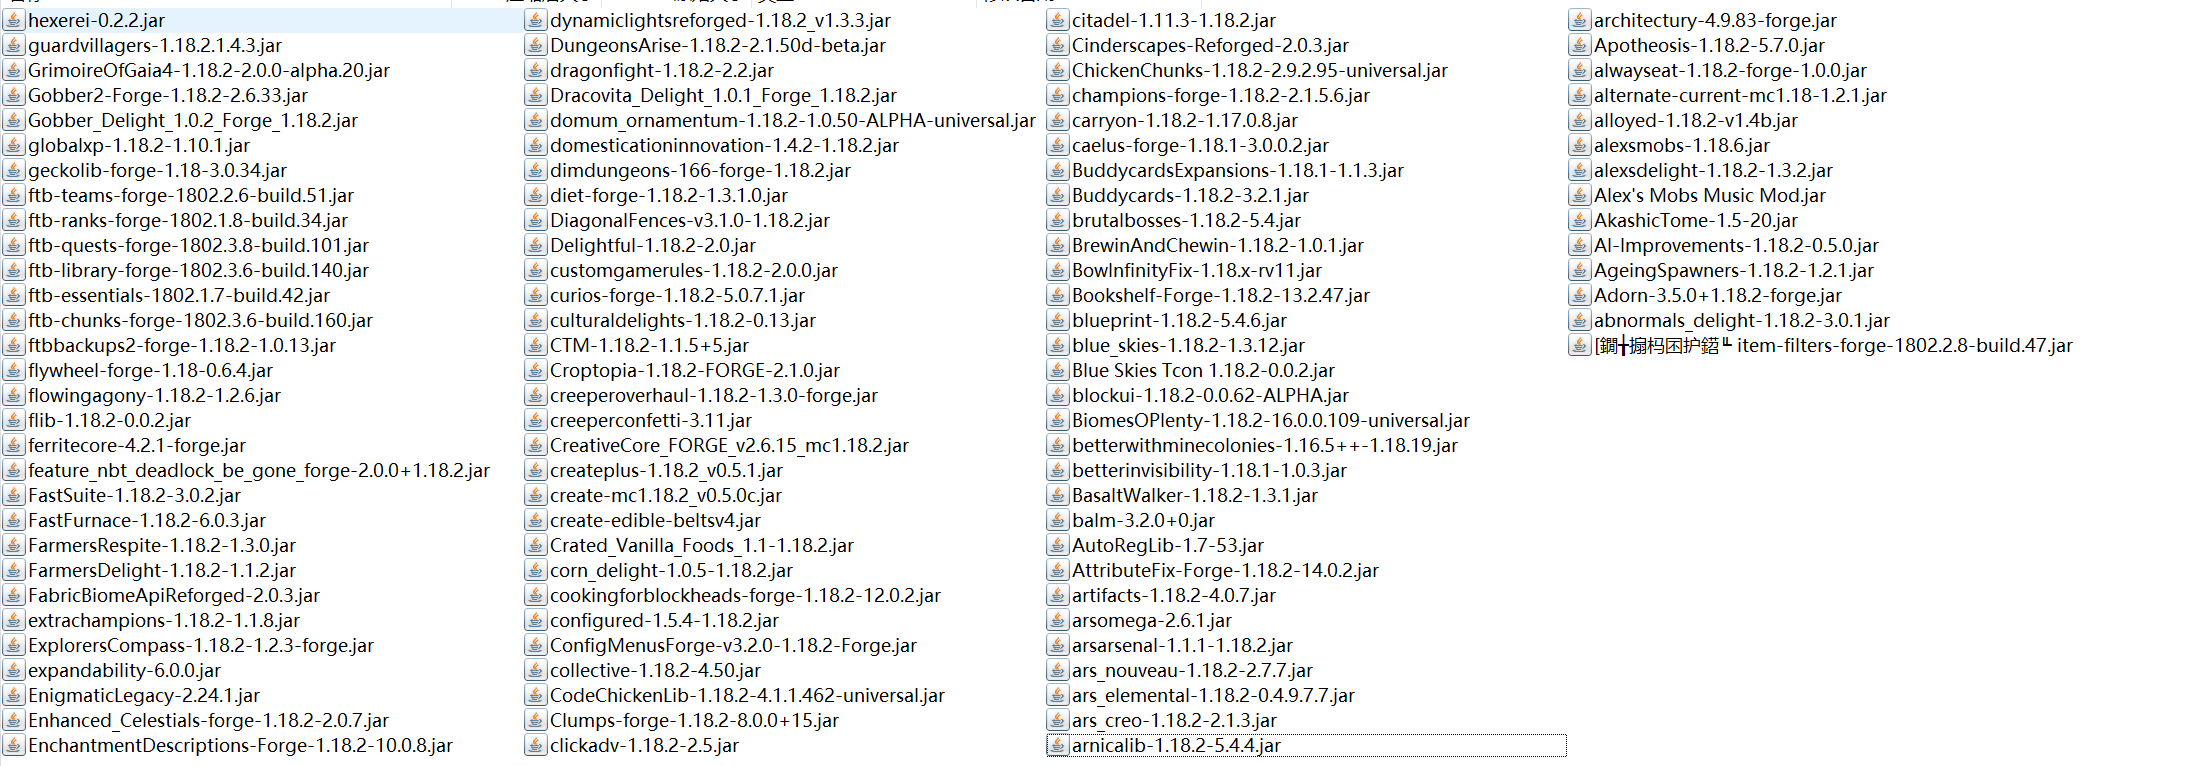 hexerei-0.2.2.jar
guardvillagers-1.18.2.1.4.3.jar
GrimoireOfGaia4-1.18.2-2.0.0-alpha.20.jar
Gobber2-Forge-1.18.2-2.6.33.jar
Gobber_Delight_1.0.2_Forge_1.18.2.jar
globalxp-1.18.2-1.10.1.jar
geckolib-forge-1.18-3.0.34.jar
ftb-teams-forge-1802.2.6-build.51.jar
ftb-ranks-forge-1802.1.8-build.34.jar
ftb-quests-forge-1802.3.8-build.101.jar
ftb-library-forge-1802.3.6-build.140.jar
ftb-essentials-1802.1.7-build.42.jar
ftb-chunks-forge-1802.3.6-build.160.jar
ftbbackups2-forge-1.18.2-1.0.13.jar
flywheel-forge-1.18-0.6.4.jar
flowingagony-1.18.2-1.2.6.jar
flib-1.18.2-0.0.2.jar
ferritecore-4.2.1-forge.jar
feature_nbt_deadlock_be_gone_forge-2.0.0+1.18.2.jar
FastSuite-1.18.2-3.0.2.jar
FastFurnace-1.18.2-6.0.3.jar
FarmersRespite-1.18.2-1.3.0.jar
FarmersDelight-1.18.2-1.1.2.jar
FabricBiomeApiReforged-2.0.3.jar
extrachampions-1.18.2-1.1.8.jar
ExplorersCompass-1.18.2-1.2.3-forge.jar
expandability-6.0.0.jar
EnigmaticLegacy-2.24.1.jar
Enhanced_Celestials-forge-1.18.2-2.0.7.jar
EnchantmentDescriptions-Forge-1.18.2-10.0.8.jar
dynamiclightsreforged-1.18.2_v1.3.3.jar
DungeonsArise-1.18.2-2.1.50d-beta.jar
dragonfight-1.18.2-2.2.jar
Dracovita_Delight_1.0.1_Forge_1.18.2.jar
domum_ornamentum-1.18.2-1.0.50-ALPHA-universal.jar
domesticationinnovation-1.4.2-1.18.2.jar
dimdungeons-166-forge-1.18.2.jar
diet-forge-1.18.2-1.3.1.0.jar
DiagonalFences-v3.1.0-1.18.2.jar
Delightful-1.18.2-2.0.jar
customgamerules-1.18.2-2.0.0.jar
curios-forge-1.18.2-5.0.7.1.jar
culturaldelights-1.18.2-0.13.jar
CTM-1.18.2-1.1.5+5.jar
Croptopia-1.18.2-FORGE-2.1.0.jar
creeperoverhaul-1.18.2-1.3.0-forge.jar
creeperconfetti-3.11.jar
CreativeCore_FORGE_v2.6.15_mc1.18.2.jar
createplus-1.18.2_v0.5.1.jar
create-mc1.18.2_v0.5.0c.jar
create-edible-beltsv4.jar
Crated_Vanilla_Foods_1.1-1.18.2.jar
corn_delight-1.0.5-1.18.2.jar
cookingforblockheads-forge-1.18.2-12.0.2.jar
configured-1.5.4-1.18.2.jar
ConfigMenusForge-v3.2.0-1.18.2-Forge.jar
collective-1.18.2-4.50.jar
CodeChickenLib-1.18.2-4.1.1.462-universal.jar
Clumps-forge-1.18.2-8.0.0+15.jar
clickadv-1.18.2-2.5.jar
citadel-1.11.3-1.18.2.jar
Cinderscapes-Reforged-2.0.3.jar
ChickenChunks-1.18.2-2.9.2.95-universal.jar
champions-forge-1.18.2-2.1.5.6.jar
carryon-1.18.2-1.17.0.8.jar
caelus-forge-1.18.1-3.0.0.2.jar
BuddycardsExpansions-1.18.1-1.1.3.jar
Buddycards-1.18.2-3.2.1.jar
brutalbosses-1.18.2-5.4.jar
BrewinAndChewin-1.18.2-1.0.1.jar
BowInfinityFix-1.18.x-rv11.jar
Bookshelf-Forge-1.18.2-13.2.47.jar
blueprint-1.18.2-5.4.6.jar
blue_skies-1.18.2-1.3.12.jar
Blue Skies Tcon 1.18.2-0.0.2.jar
blockui-1.18.2-0.0.62-ALPHA.jar
BiomesOPlenty-1.18.2-16.0.0.109-universal.jar
betterwithminecolonies-1.16.5++-1.18.19.jar
betterinvisibility-1.18.1-1.0.3.jar
BasaltWalker-1.18.2-1.3.1.jar
balm-3.2.0+0.jar
AutoRegLib-1.7-53.jar
AttributeFix-Forge-1.18.2-14.0.2.jar
artifacts-1.18.2-4.0.7.jar
arsomega-2.6.1.jar
arsarsenal-1.1.1-1.18.2.jar
ars_nouveau-1.18.2-2.7.7.jar
ars_elemental-1.18.2-0.4.9.7.7.jar
ars_creo-1.18.2-2.1.3.jar
arnicalib-1.18.2-5.4.4.jar
architectury-4.9.83-forge.jar
Apotheosis-1.18.2-5.7.0.jar
alwayseat-1.18.2-forge-1.0.0.jar
alternate-current-mc1.18-1.2.1.jar
alloyed-1.18.2-v1.4b.jar
alexsmobs-1.18.6.jar
alexsdelight-1.18.2-1.3.2.jar
Alex's Mobs Music Mod.jar
AkashicTome-1.5-20.jar
AI-Improvements-1.18.2-0.5.0.jar
AgeingSpawners-1.18.2-1.2.1.jar
Adorn-3.5.0+1.18.2-forge.jar
abnormals_delight-1.18.2-3.0.1.jar
item-filters-forge-1802.2.8-build.47.jar